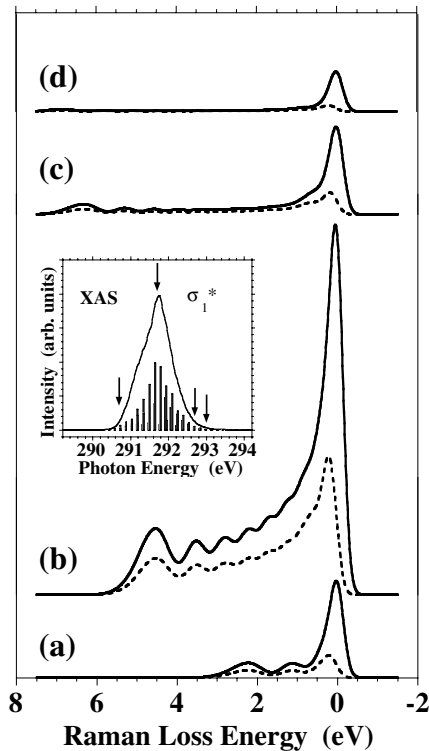 (d)
(c)
XAS
σ₁*
Intensity (arb. units)
290 291 292 293 294
Photon Energy (eV)
(b)
(a)
8 6 4 2 0 -2
Raman Loss Energy (eV)